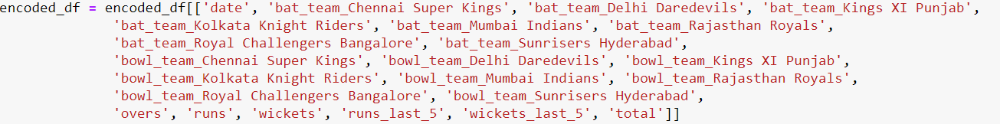 encoded_df = encoded_df[['date', 'bat_team_Chennai Super Kings', 'bat_team_Delhi Daredevils', 'bat_team_Kings XI Punjab',
'bat_team_Kolkata Knight Riders', 'bat_team_Mumbai Indians', 'bat_team_Rajasthan Royals',
'bat_team_Royal Challengers Bangalore', 'bat_team_Sunrisers Hyderabad',
'bowl_team_Chennai Super Kings', 'bowl_team_Delhi Daredevils', 'bowl_team_Kings XI Punjab',
'bowl_team_Kolkata Knight Riders', 'bowl_team_Mumbai Indians', 'bowl_team_Rajasthan Royals',
'bowl_team_Royal Challengers Bangalore', 'bowl_team_Sunrisers Hyderabad',
'overs', 'runs', 'wickets', 'runs_last_5', 'wickets_last_5', 'total']]